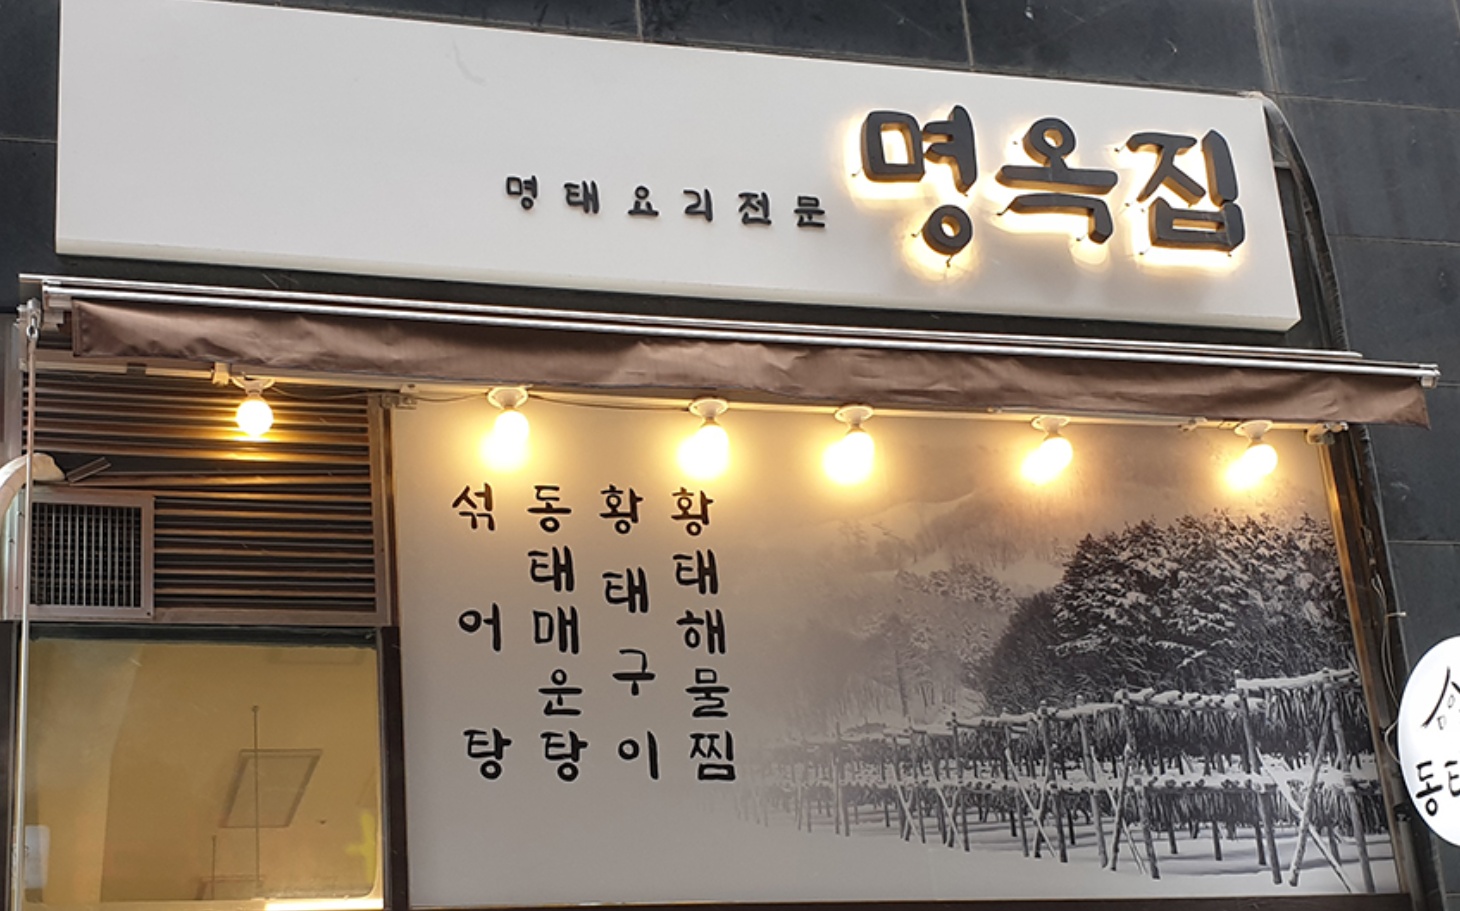 명태요리전문 명옥집
황태해물찜
황태구이
동태매운탕
섞어탕